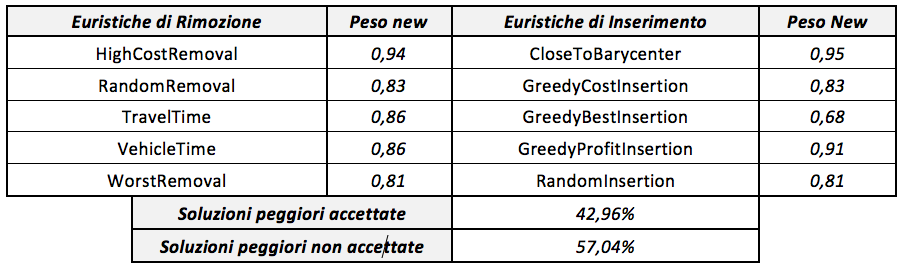 Euristiche di Rimozione Peso new Euristiche di Inserimento Peso New
HighCostRemoval 0,94 CloseToBarycenter 0,95
RandomRemoval 0,83 GreedyCostInsertion 0,83
TravelTime 0,86 GreedyBestInsertion 0,68
VehicleTime 0,86 GreedyProfitInsertion 0,91
WorstRemoval 0,81 RandomInsertion 0,81
Soluzioni peggiori accettate 42,96%
Soluzioni peggiori non accettate 57,04%